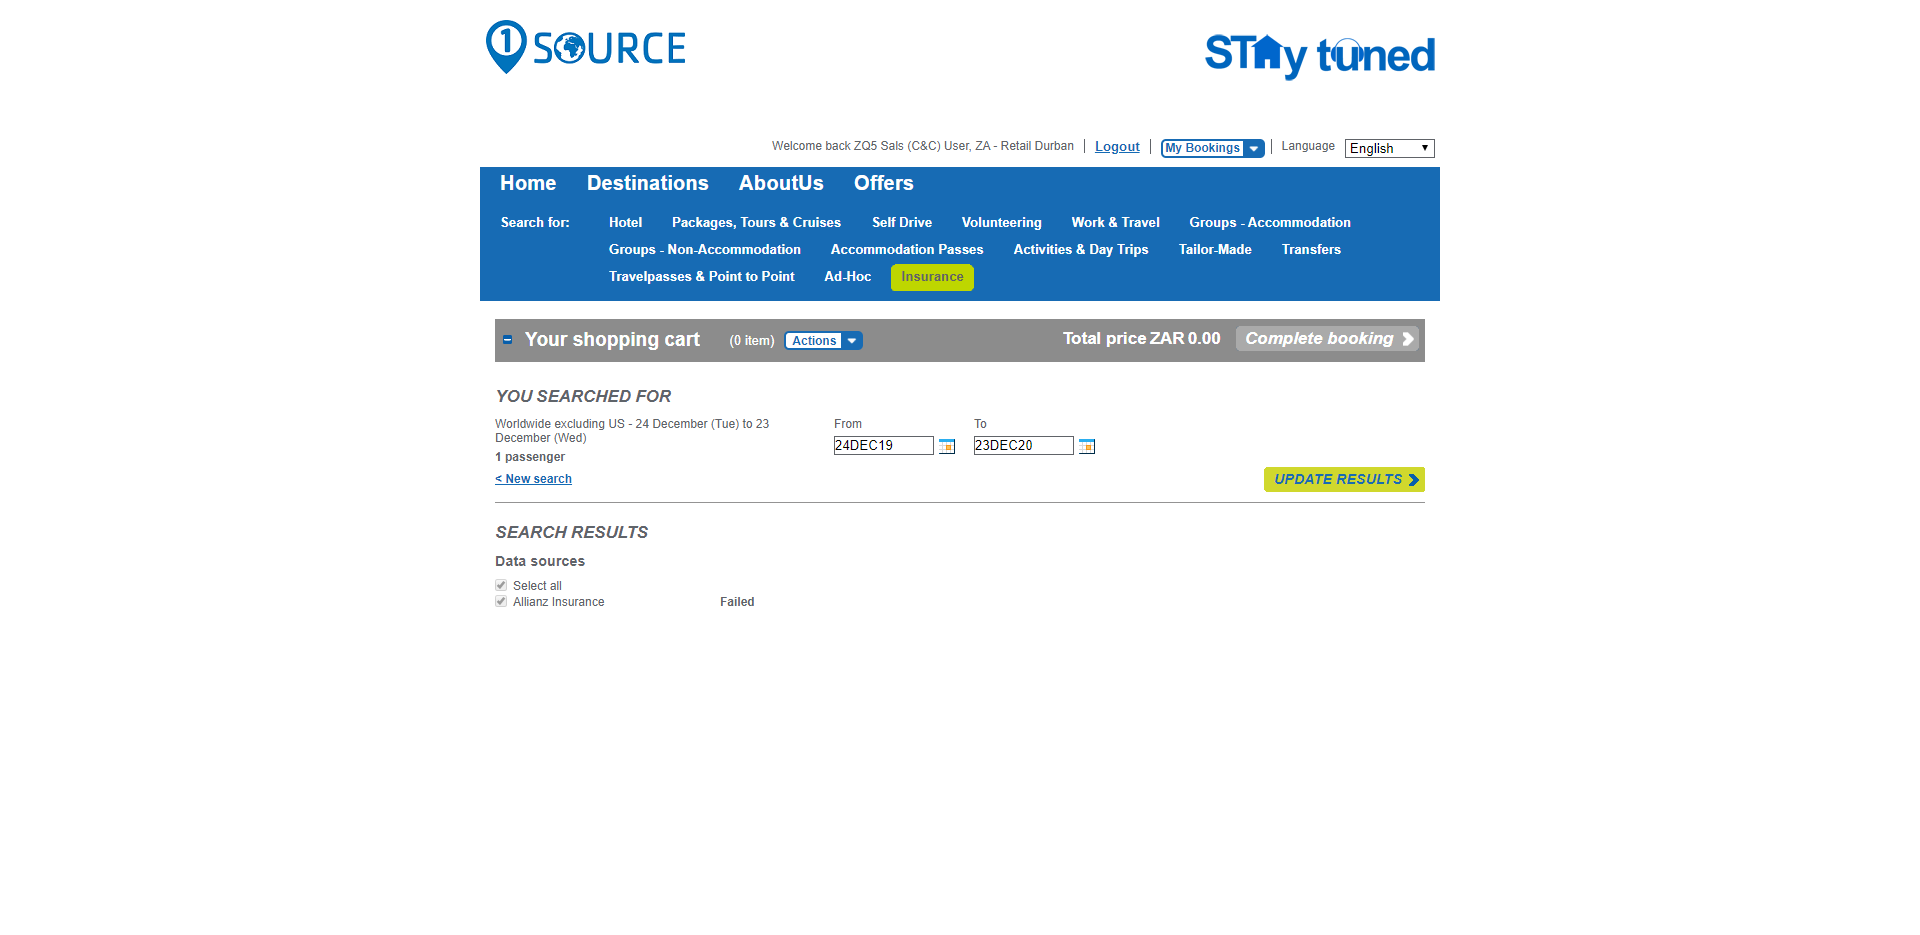 1 SOURCE
STAy tuned
Welcome back ZQ5 Sals (C&C) User, ZA - Retail Durban | Logout | My Bookings | Language English
Home Destinations AboutUs Offers
Search for: Hotel Packages, Tours & Cruises Self Drive Volunteering Work & Travel Groups - Accommodation
Groups - Non-Accommodation Accommodation Passes Activities & Day Trips Tailor-Made Transfers
Travelpasses & Point to Point Ad-Hoc Insurance
Your shopping cart (0 item) Actions Total price ZAR 0.00 Complete booking
YOU SEARCHED FOR
Worldwide excluding US - 24 December (Tue) to 23 From To
December (Wed) 24DEC19 23DEC20
1 passenger
< New search UPDATE RESULTS
SEARCH RESULTS
Data sources
Select all
Allianz Insurance Failed